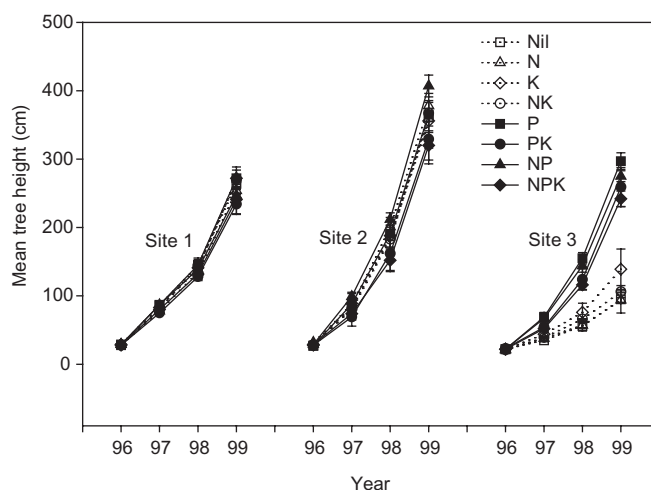 500
400
300
200
100
0
Mean tree height (cm)
Nil
N
K
NK
P
PK
NP
NPK
Site 1
Site 2
Site 3
96 97 98 99 96 97 98 99 96 97 98 99
Year